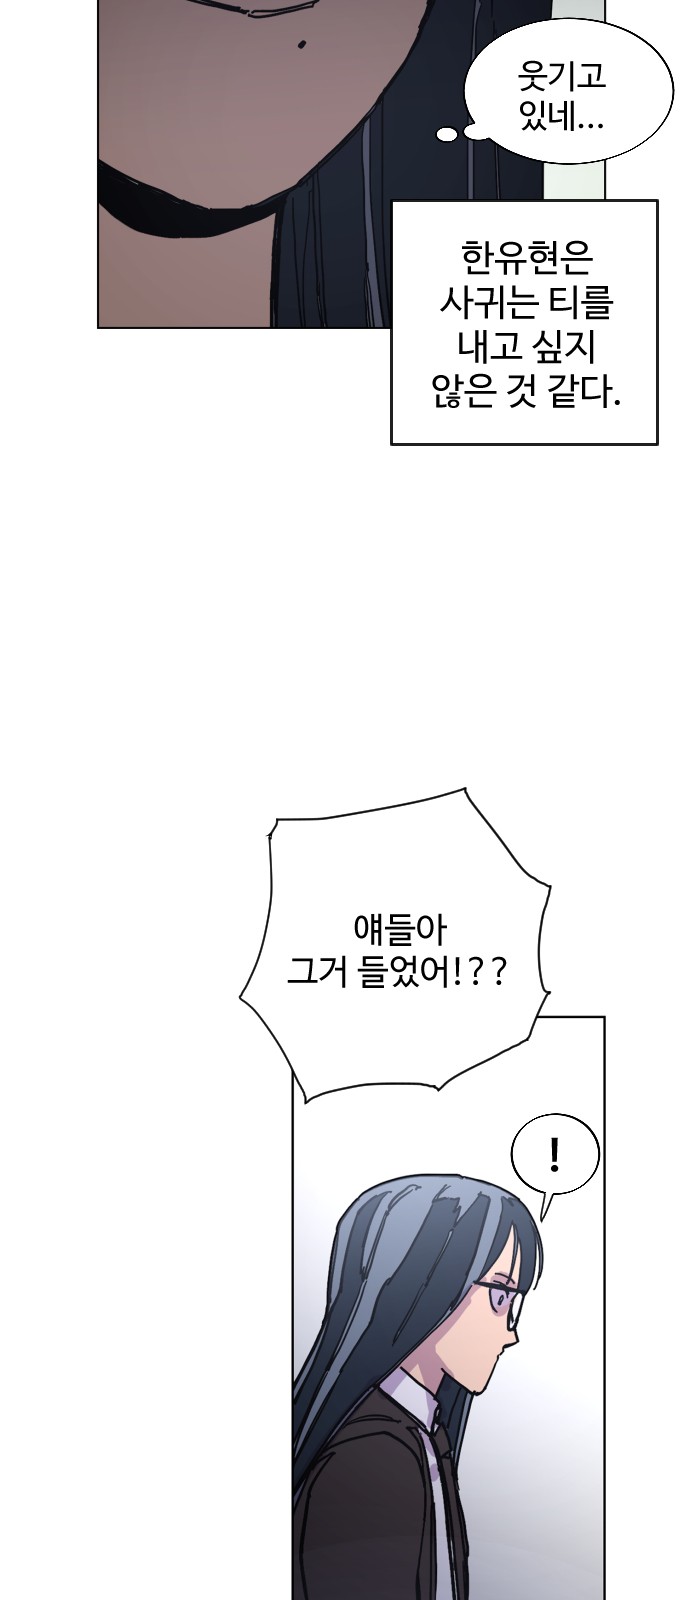 웃기고
있네...
한유현은
사귀는 티를
내고 싶지
않은 것 같다.
얘들아
그거 들었어!??
!